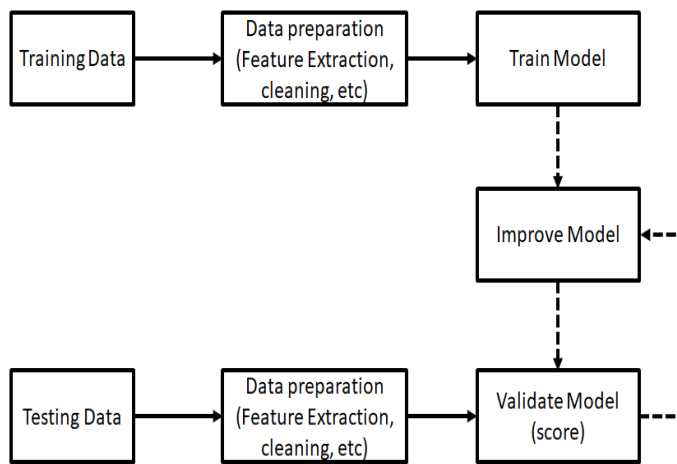 Training Data
Data preparation
(Feature Extraction,
cleaning, etc)
Train Model
Improve Model
Testing Data
Data preparation
(Feature Extraction,
cleaning, etc)
Validate Model
(score)